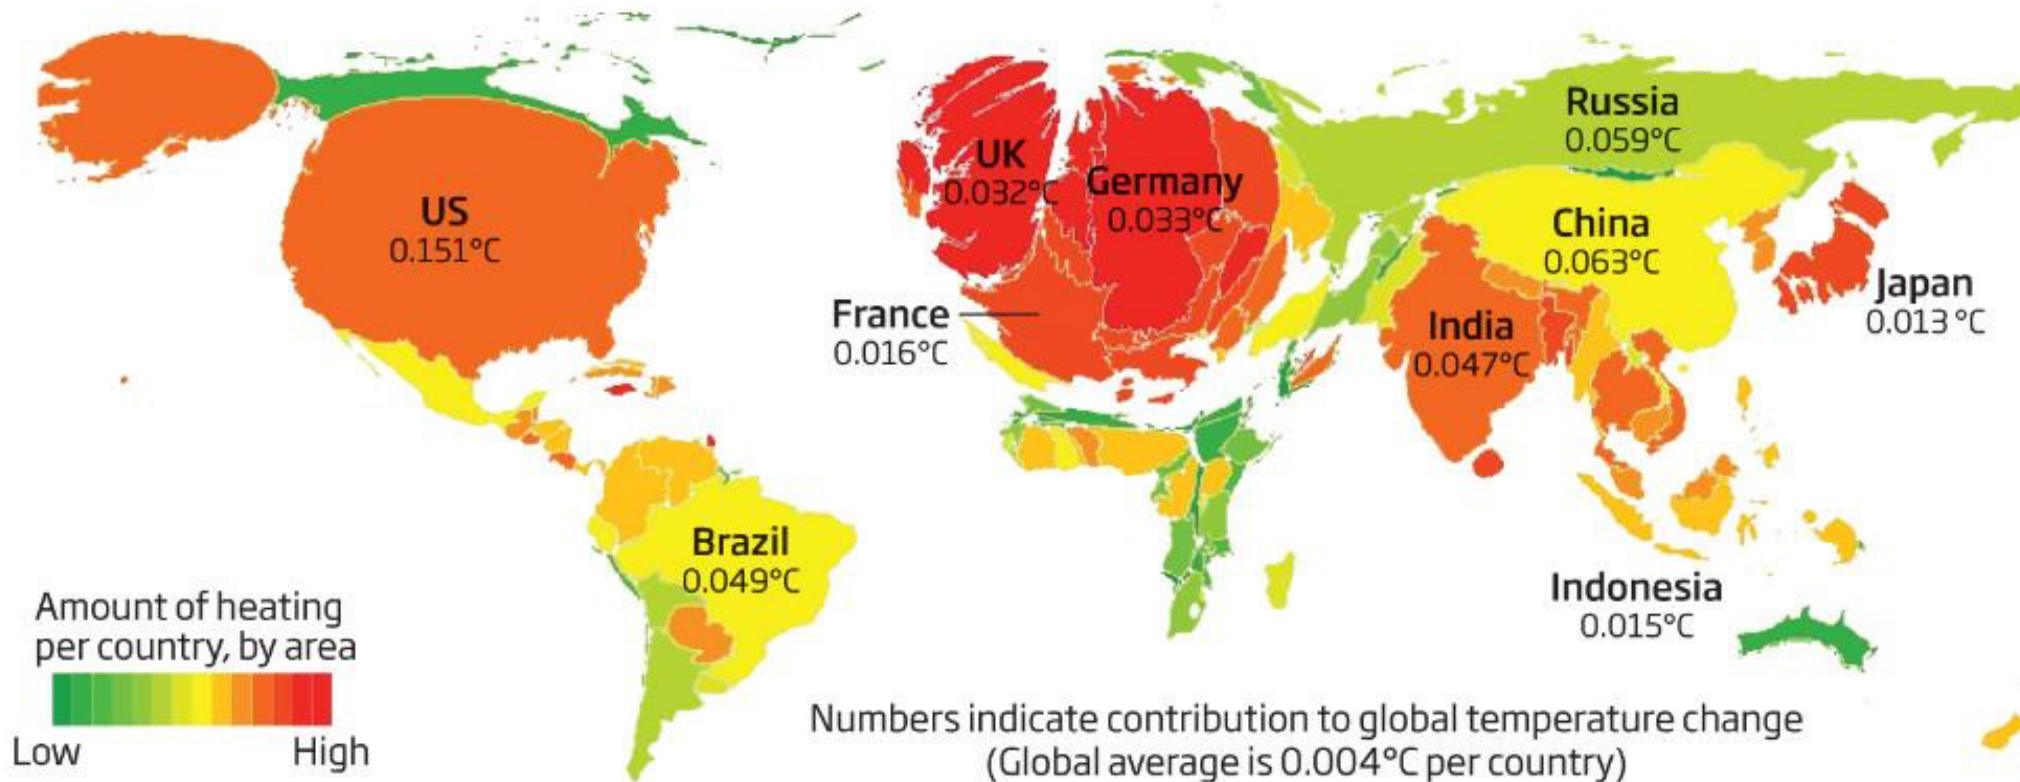 US
0.151°C
UK
0.032°C
Germany
0.033°C
France
0.016°C
Russia
0.059°C
China
0.063°C
India
0.047°C
Japan
0.013°C
Brazil
0.049°C
Indonesia
0.015°C
Amount of heating
per country, by area
Low
High
Numbers indicate contribution to global temperature change
(Global average is 0.004°C per country)